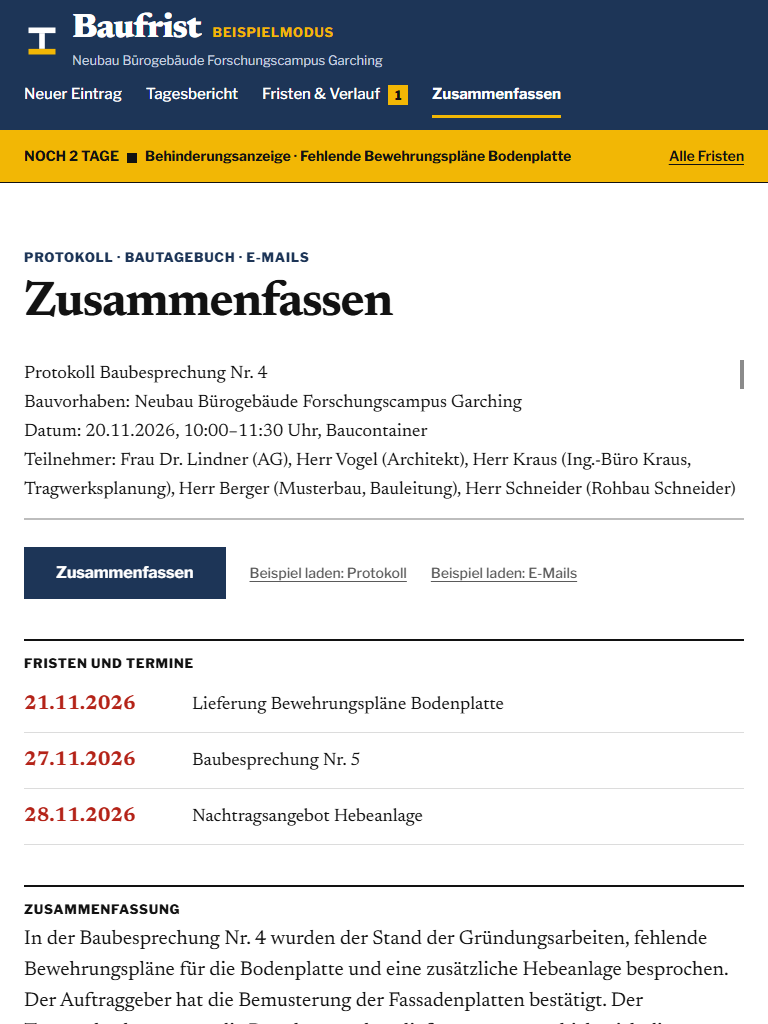 Baufrist BEISPIELMODUS
Neubau Bürogebäude Forschungscampus Garching
Neuer Eintrag Tagesbericht Fristen & Verlauf 1 Zusammenfassen
NOCH 2 TAGE ■ Behinderungsanzeige · Fehlende Bewehrungspläne Bodenplatte Alle Fristen
PROTOKOLL · BAUTAGEBUCH · E-MAILS
Zusammenfassen
Protokoll Baubesprechung Nr. 4
Bauvorhaben: Neubau Bürogebäude Forschungscampus Garching
Datum: 20.11.2026, 10:00–11:30 Uhr, Baucontainer
Teilnehmer: Frau Dr. Lindner (AG), Herr Vogel (Architekt), Herr Kraus (Ing.-Büro Kraus,
Tragwerksplanung), Herr Berger (Musterbau, Bauleitung), Herr Schneider (Rohbau Schneider)
Zusammenfassen Beispiel laden: Protokoll Beispiel laden: E-Mails
FRISTEN UND TERMINE
21.11.2026 Lieferung Bewehrungspläne Bodenplatte
27.11.2026 Baubesprechung Nr. 5
28.11.2026 Nachtragsangebot Hebeanlage
ZUSAMMENFASSUNG
In der Baubesprechung Nr. 4 wurden der Stand der Gründungsarbeiten, fehlende
Bewehrungspläne für die Bodenplatte und eine zusätzliche Hebeanlage besprochen.
Der Auftraggeber hat die Bemusterung der Fassadenplatten bestätigt. Der